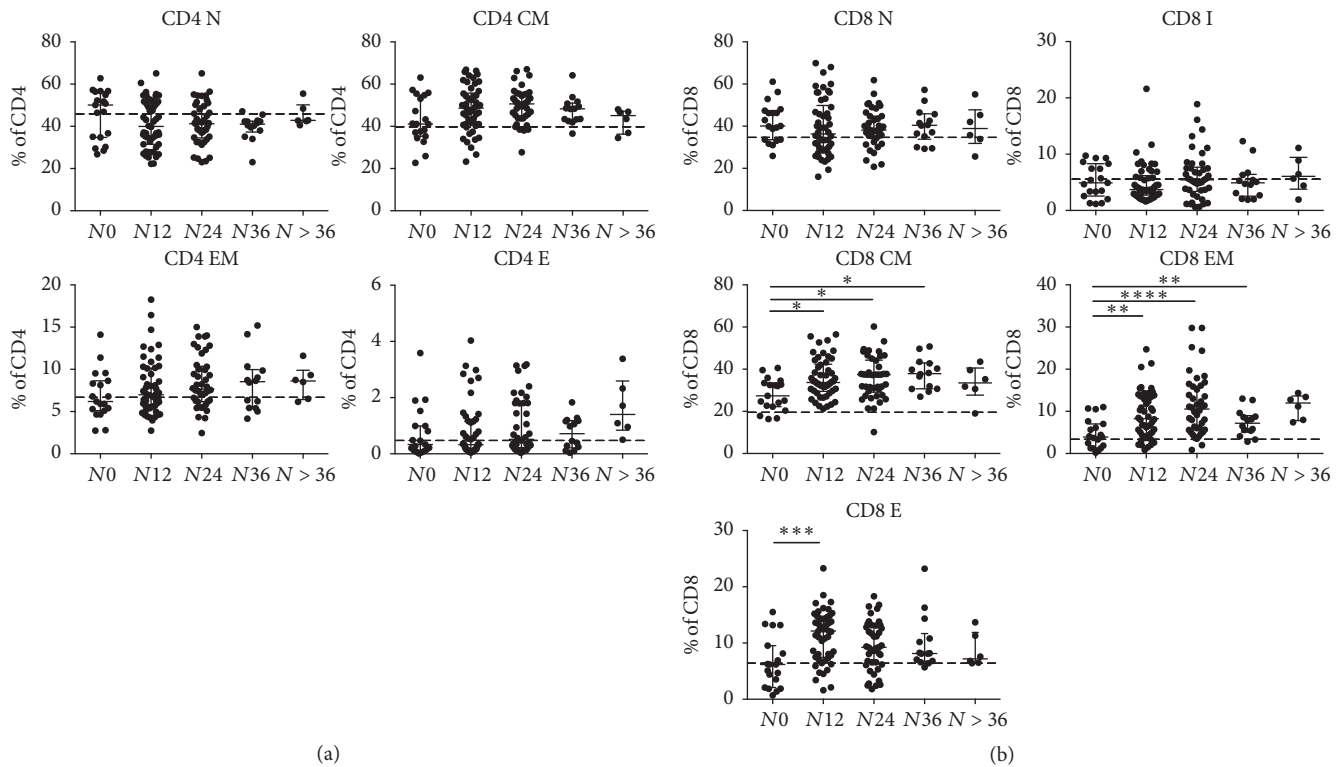 CD4 N
80
60
40
20
0
% of CD4
N0 N12 N24 N36 N > 36
CD4 CM
80
60
40
20
0
% of CD4
N0 N12 N24 N36 N > 36
CD4 EM
20
15
10
5
0
% of CD4
N0 N12 N24 N36 N > 36
CD4 E
6
4
2
0
% of CD4
N0 N12 N24 N36 N > 36
(a)
CD8 N
80
60
40
20
0
% of CD8
N0 N12 N24 N36 N > 36
CD8 I
30
20
10
0
% of CD8
N0 N12 N24 N36 N > 36
CD8 CM
80
60
40
20
0
% of CD8
*
*
*
N0 N12 N24 N36 N > 36
CD8 EM
40
30
20
10
0
% of CD8
**
****
**
N0 N12 N24 N36 N > 36
CD8 E
30
20
10
0
% of CD8
***
N0 N12 N24 N36 N > 36
(b)